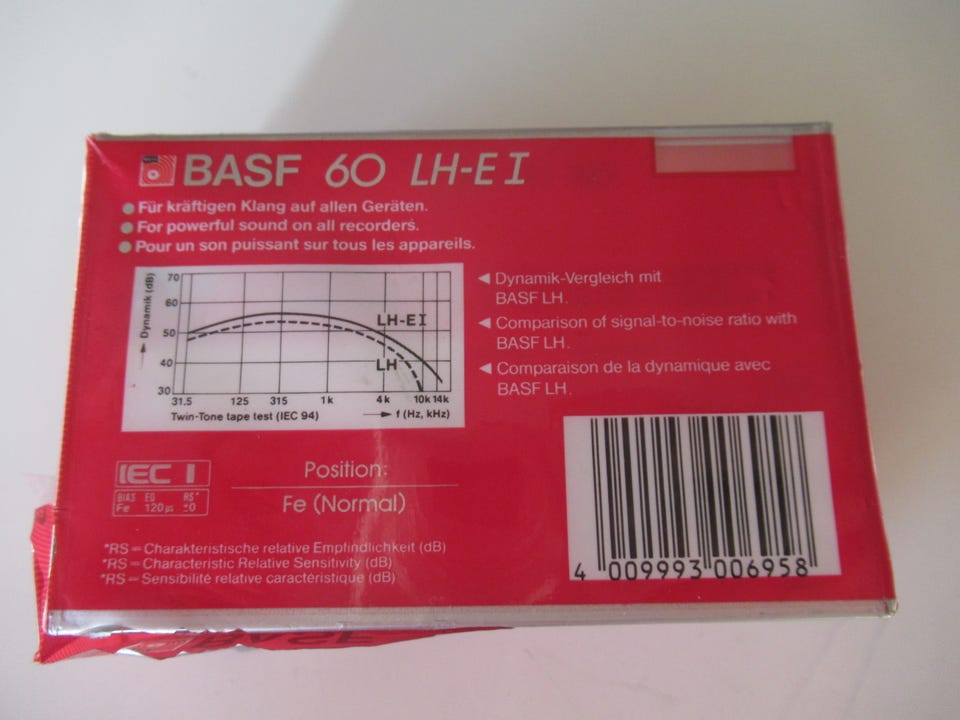 BASF 60 LH-E I
Für kräftigen Klang auf allen Geräten.
For powerful sound on all recorders.
Pour un son puissant sur tous les appareils.
Dynamik (dB)
70
60
50
40
30
LH-EI
LH
31.5 125 315 1k 4k 10k 14k
Twin-Tone tape test (IEC 94) f (Hz, kHz)
Dynamik-Vergleich mit
BASF LH.
Comparison of signal-to-noise ratio with
BASF LH.
Comparaison de la dynamique avec
BASF LH.
IEC I
BIAS EQ RS*
Fe 120 µs ±0
Position:
Fe (Normal)
*RS = Charakteristische relative Empfindlichkeit (dB)
*RS = Characteristic Relative Sensitivity (dB)
*RS = Sensibilité relative caractéristique (dB)
4 009993 006958
BASF